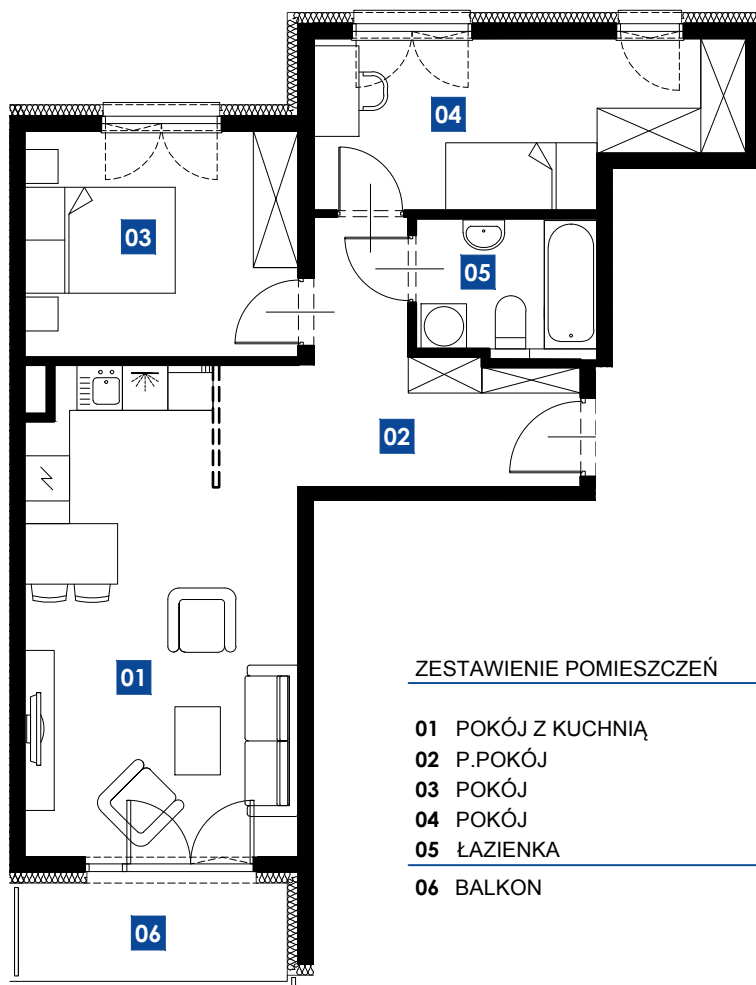 04
03
05
02
01
06
ZESTAWIENIE POMIESZCZEŃ
01 POKÓJ Z KUCHNIĄ
02 P.POKÓJ
03 POKÓJ
04 POKÓJ
05 ŁAZIENKA
06 BALKON